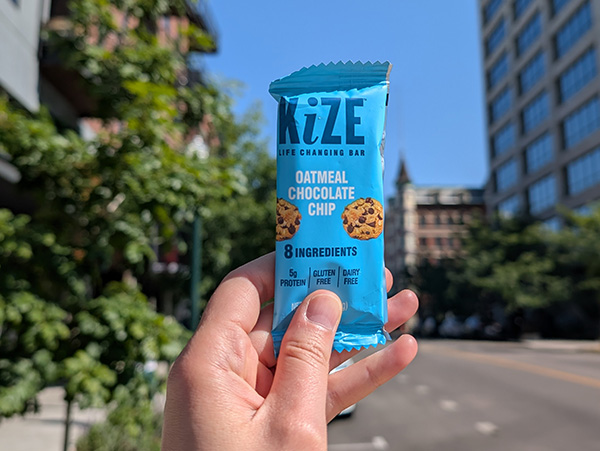 KiZE
LIFE CHANGING BAR
OATMEAL
CHOCOLATE
CHIP
8 INGREDIENTS
5g PROTEIN | GLUTEN FREE | DAIRY FREE